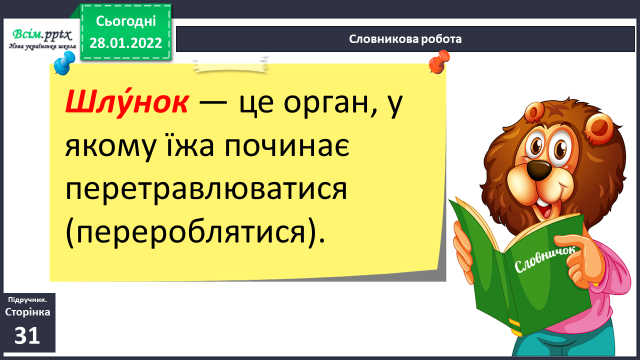 Всім.pptx
Нова українська школа
Сьогодні
28.01.2022
Словникова робота
Шлу́нок — це орган, у
якому їжа починає
перетравлюватися
(перероблятися).
Словничок
Підручник.
Сторінка
31